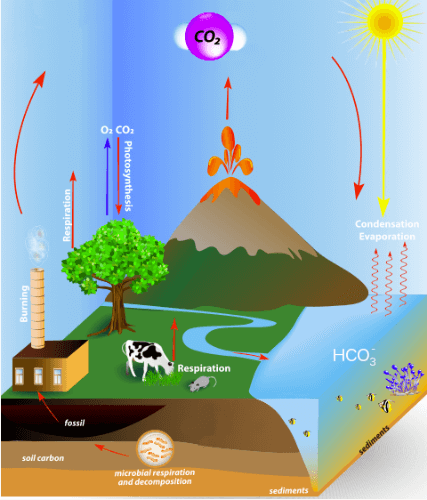 CO₂
O₂ CO₂
Photosynthesis
Respiration
Condensation
Evaporation
Burning
Respiration
HCO₃⁻
fossil
soil carbon
microbial respiration
and decomposition
sediments
sediments